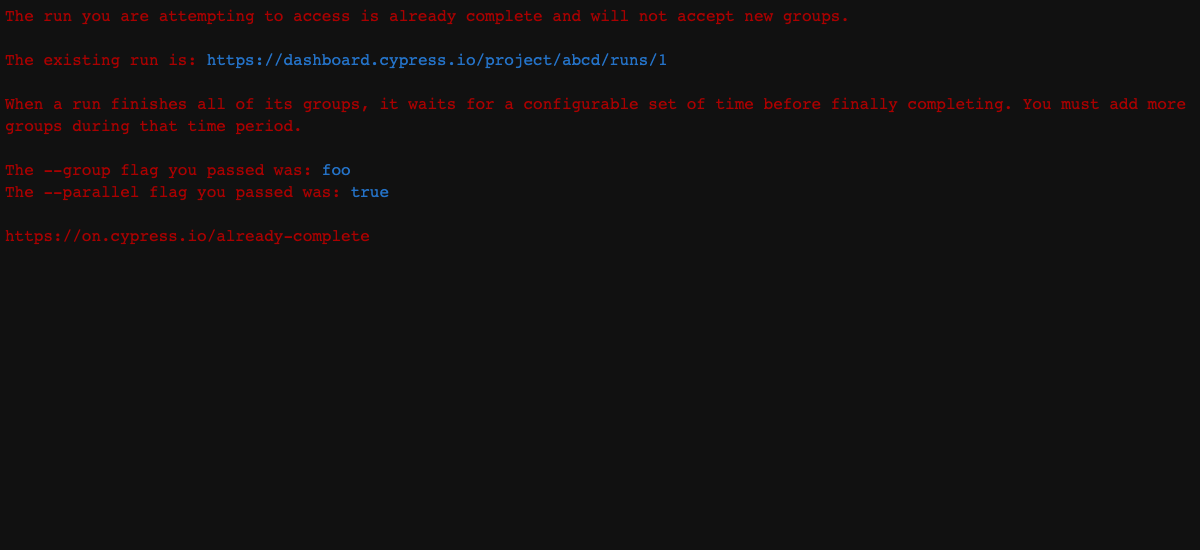 The run you are attempting to access is already complete and will not accept new groups.
The existing run is: https://dashboard.cypress.io/project/abcd/runs/1
When a run finishes all of its groups, it waits for a configurable set of time before finally completing. You must add more
groups during that time period.
The --group flag you passed was: foo
The --parallel flag you passed was: true
https://on.cypress.io/already-complete